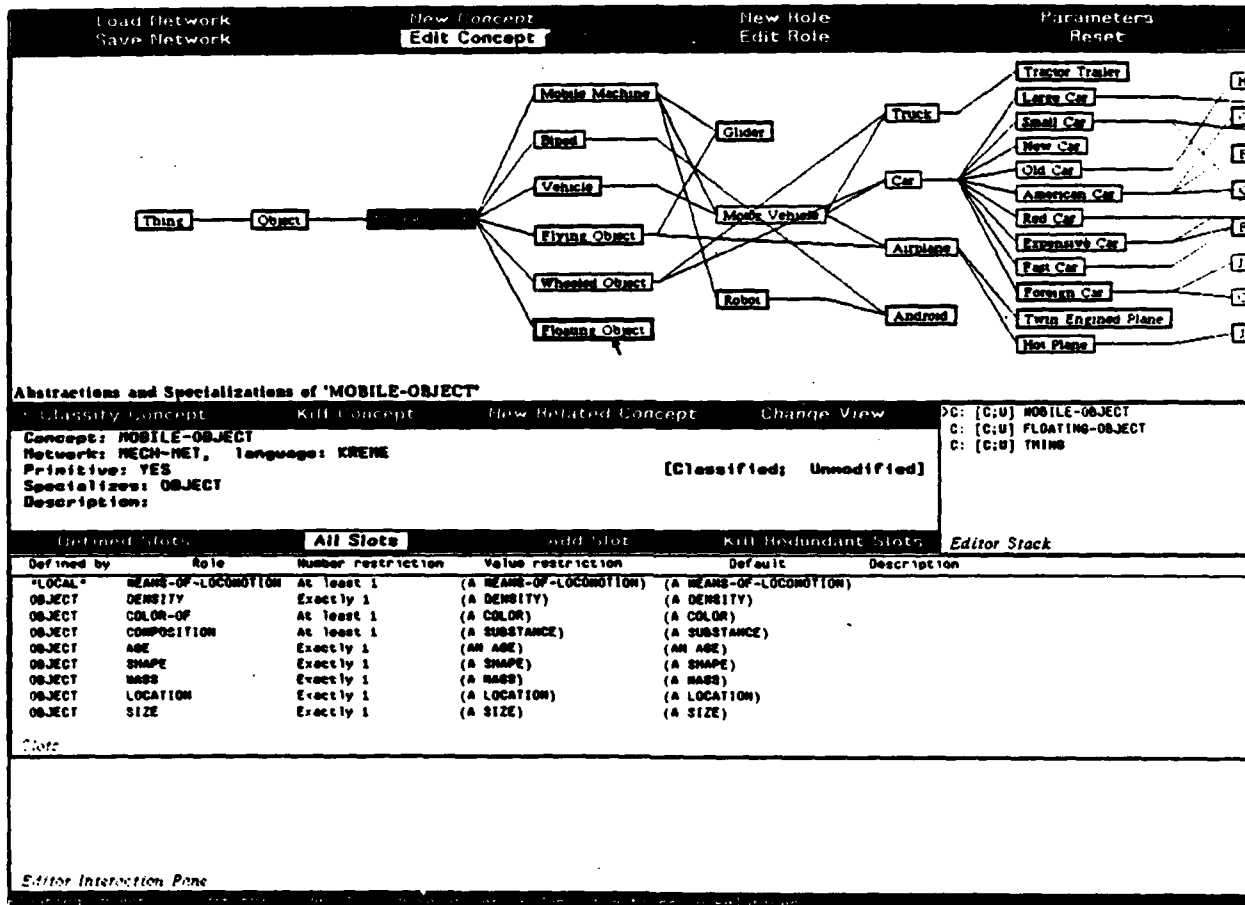 Load Network New Concept New Role Parameters
Save Network Edit Concept Edit Role Reset
Tractor Trailer
Mobile Machine Large Car
Truck Small Car
Glider
Biped New Car
Old Car
Vehicle Car American Car
Thing Object Motor Vehicle Red Car
Flying Object Expensive Car
Airplane
Fast Car
Wheeled Object Foreign Car
Robot Android Twin Engined Plane
Floating Object
Hot Plane
Abstractions and Specializations of 'MOBILE-OBJECT'
Classify Concept Kill Concept New Related Concept Change View
>C: [C;U] MOBILE-OBJECT
C: [C;U] FLOATING-OBJECT
C: [C;U] THING
Concept: MOBILE-OBJECT
Network: MECH-NET, language: KREME
Primitive: YES [Classified; Unmodified]
Specializes: OBJECT
Description:
Defined Slots All Slots Add Slot Kill Redundant Slots Editor Stack
Defined by Role Number restriction Value restriction Default Description
*LOCAL* MEANS-OF-LOCOMOTION At least 1 (A MEANS-OF-LOCOMOTION) (A MEANS-OF-LOCOMOTION)
OBJECT DENSITY Exactly 1 (A DENSITY) (A DENSITY)
OBJECT COLOR-OF At least 1 (A COLOR) (A COLOR)
OBJECT COMPOSITION At least 1 (A SUBSTANCE) (A SUBSTANCE)
OBJECT AGE Exactly 1 (AN AGE) (AN AGE)
OBJECT SHAPE Exactly 1 (A SHAPE) (A SHAPE)
OBJECT MASS Exactly 1 (A MASS) (A MASS)
OBJECT LOCATION Exactly 1 (A LOCATION) (A LOCATION)
OBJECT SIZE Exactly 1 (A SIZE) (A SIZE)
Slots
Editor Interaction Pane